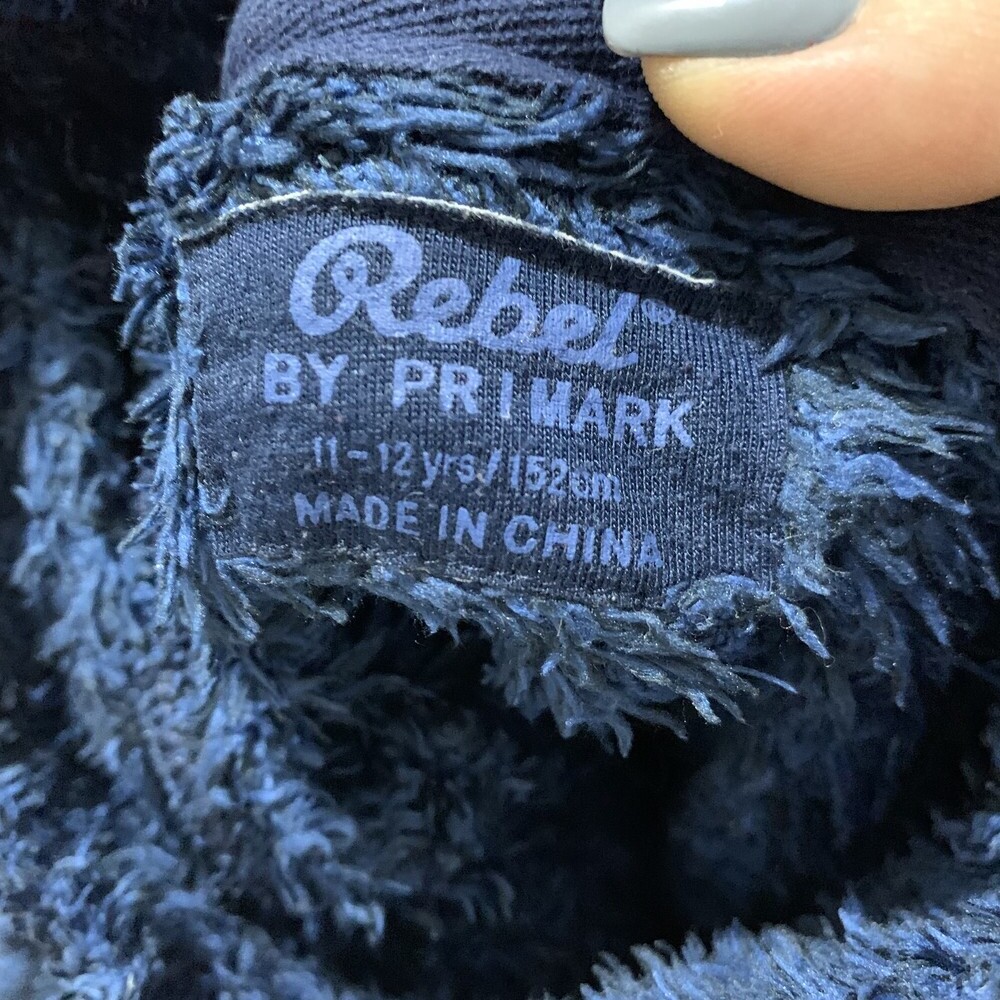 Rebel®
BY PRIMARK
11-12 yrs/152cm
MADE IN CHINA